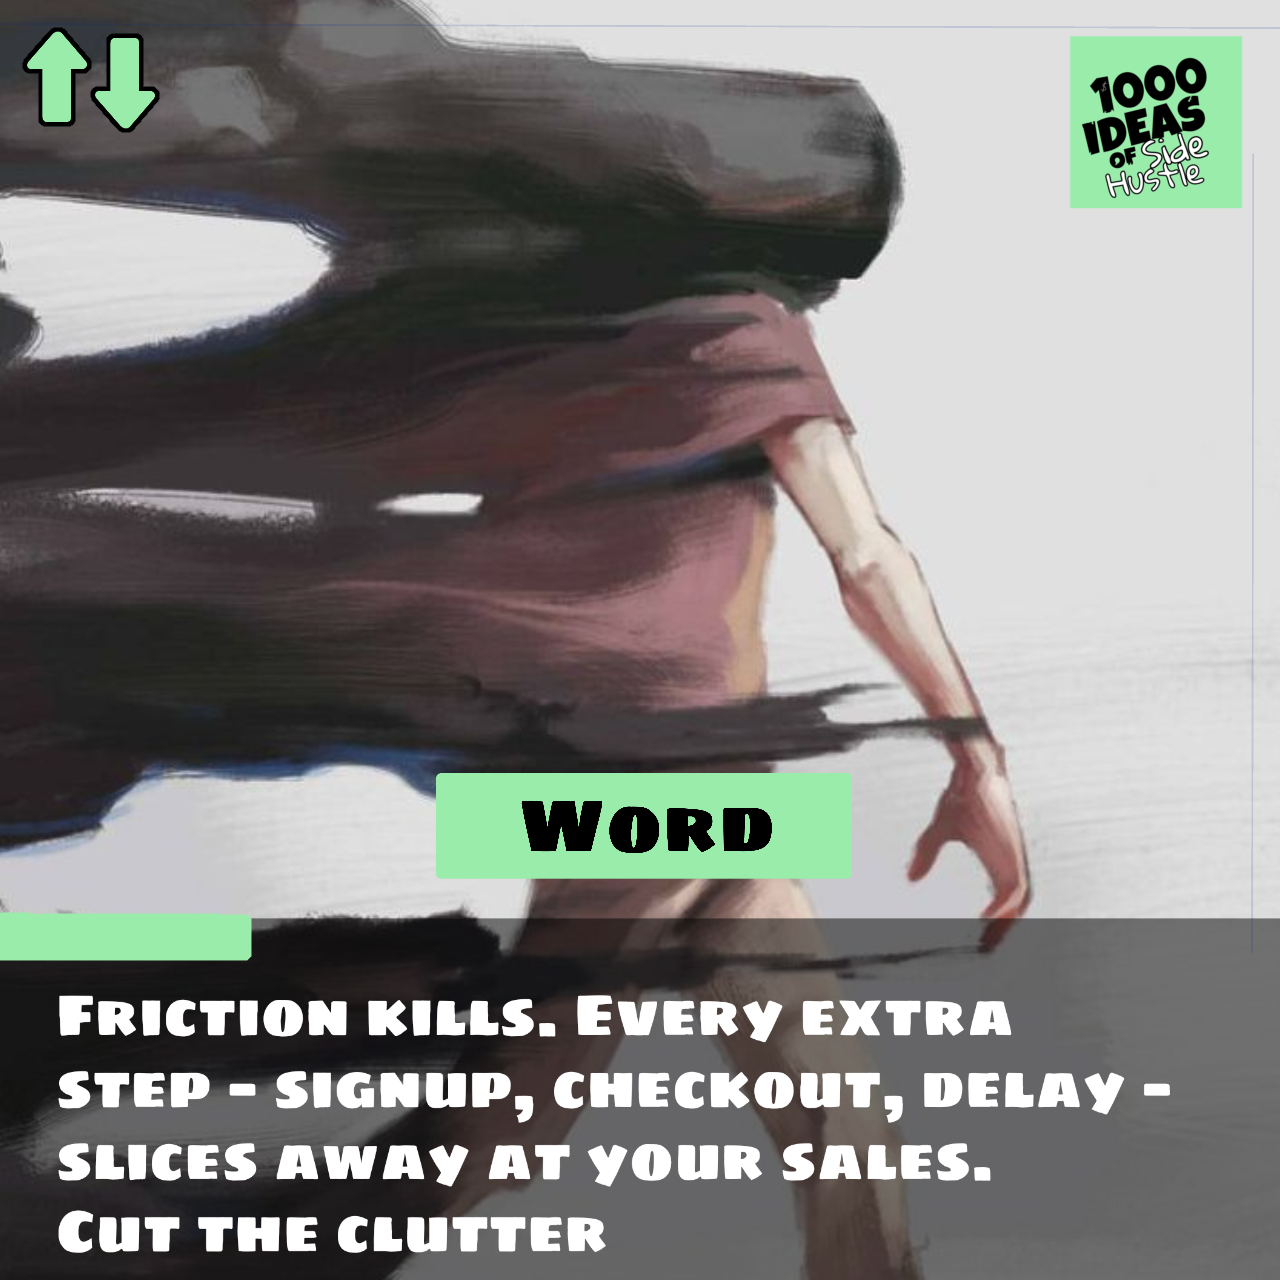 1000
IDEAS
OF Side
Hustle
WORD
FRICTION KILLS. EVERY EXTRA
STEP - SIGNUP, CHECKOUT, DELAY -
SLICES AWAY AT YOUR SALES.
CUT THE CLUTTER